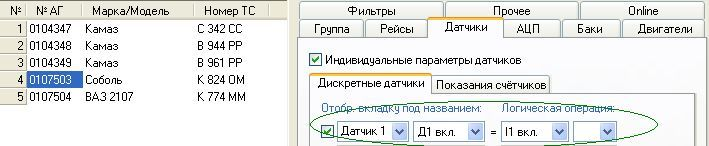 № № АГ Марка/Модель Номер ТС
1 0104347 Камаз С 342 СС
2 0104348 Камаз В 944 РР
3 0104349 Камаз В 961 РР
4 0107503 Соболь К 824 ОМ
5 0107504 ВАЗ 2107 К 774 ММ
Фильтры Прочее Online
Группа Рейсы Датчики АЦП Баки Двигатели
Индивидуальные параметры датчиков
Дискретные датчики Показания счётчиков
Отобр. вкладку под названием: Логическая операция:
Датчик 1 Д1 вкл. = I1 вкл.